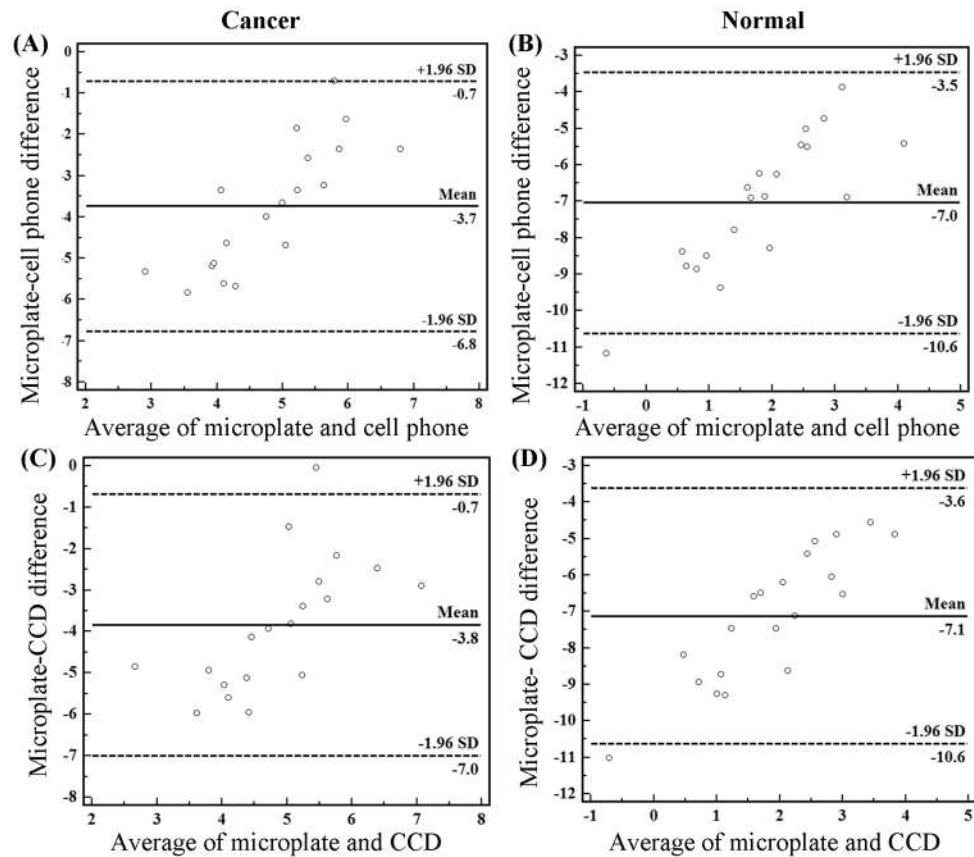 Cancer
Normal
(A)
Microplate-cell phone difference
0
-1
-2
-3
-4
-5
-6
-7
8
+1.96 SD
-0.7
Mean
-3.7
-1.96 SD
-6.8
2 3 4 5 6 7 8
Average of microplate and cell phone
(B)
Microplate-cell phone difference
-3
-4
-5
-6
-7
-8
-9
-10
-11
-12
+1.96 SD
-3.5
Mean
-7.0
-1.96 SD
-10.6
-1 0 1 2 3 4 5
Average of microplate and cell phone
(C)
Microplate-CCD difference
0
-1
-2
-3
-4
-5
-6
-7
-8
+1.96 SD
-0.7
Mean
-3.8
-1.96 SD
-7.0
2 3 4 5 6 7 8
Average of microplate and CCD
(D)
Microplate- CCD difference
-3
-4
-5
-6
-7
-8
-9
-10
-11
-12
+1.96 SD
-3.6
Mean
-7.1
-1.96 SD
-10.6
-1 0 1 2 3 4 5
Average of microplate and CCD